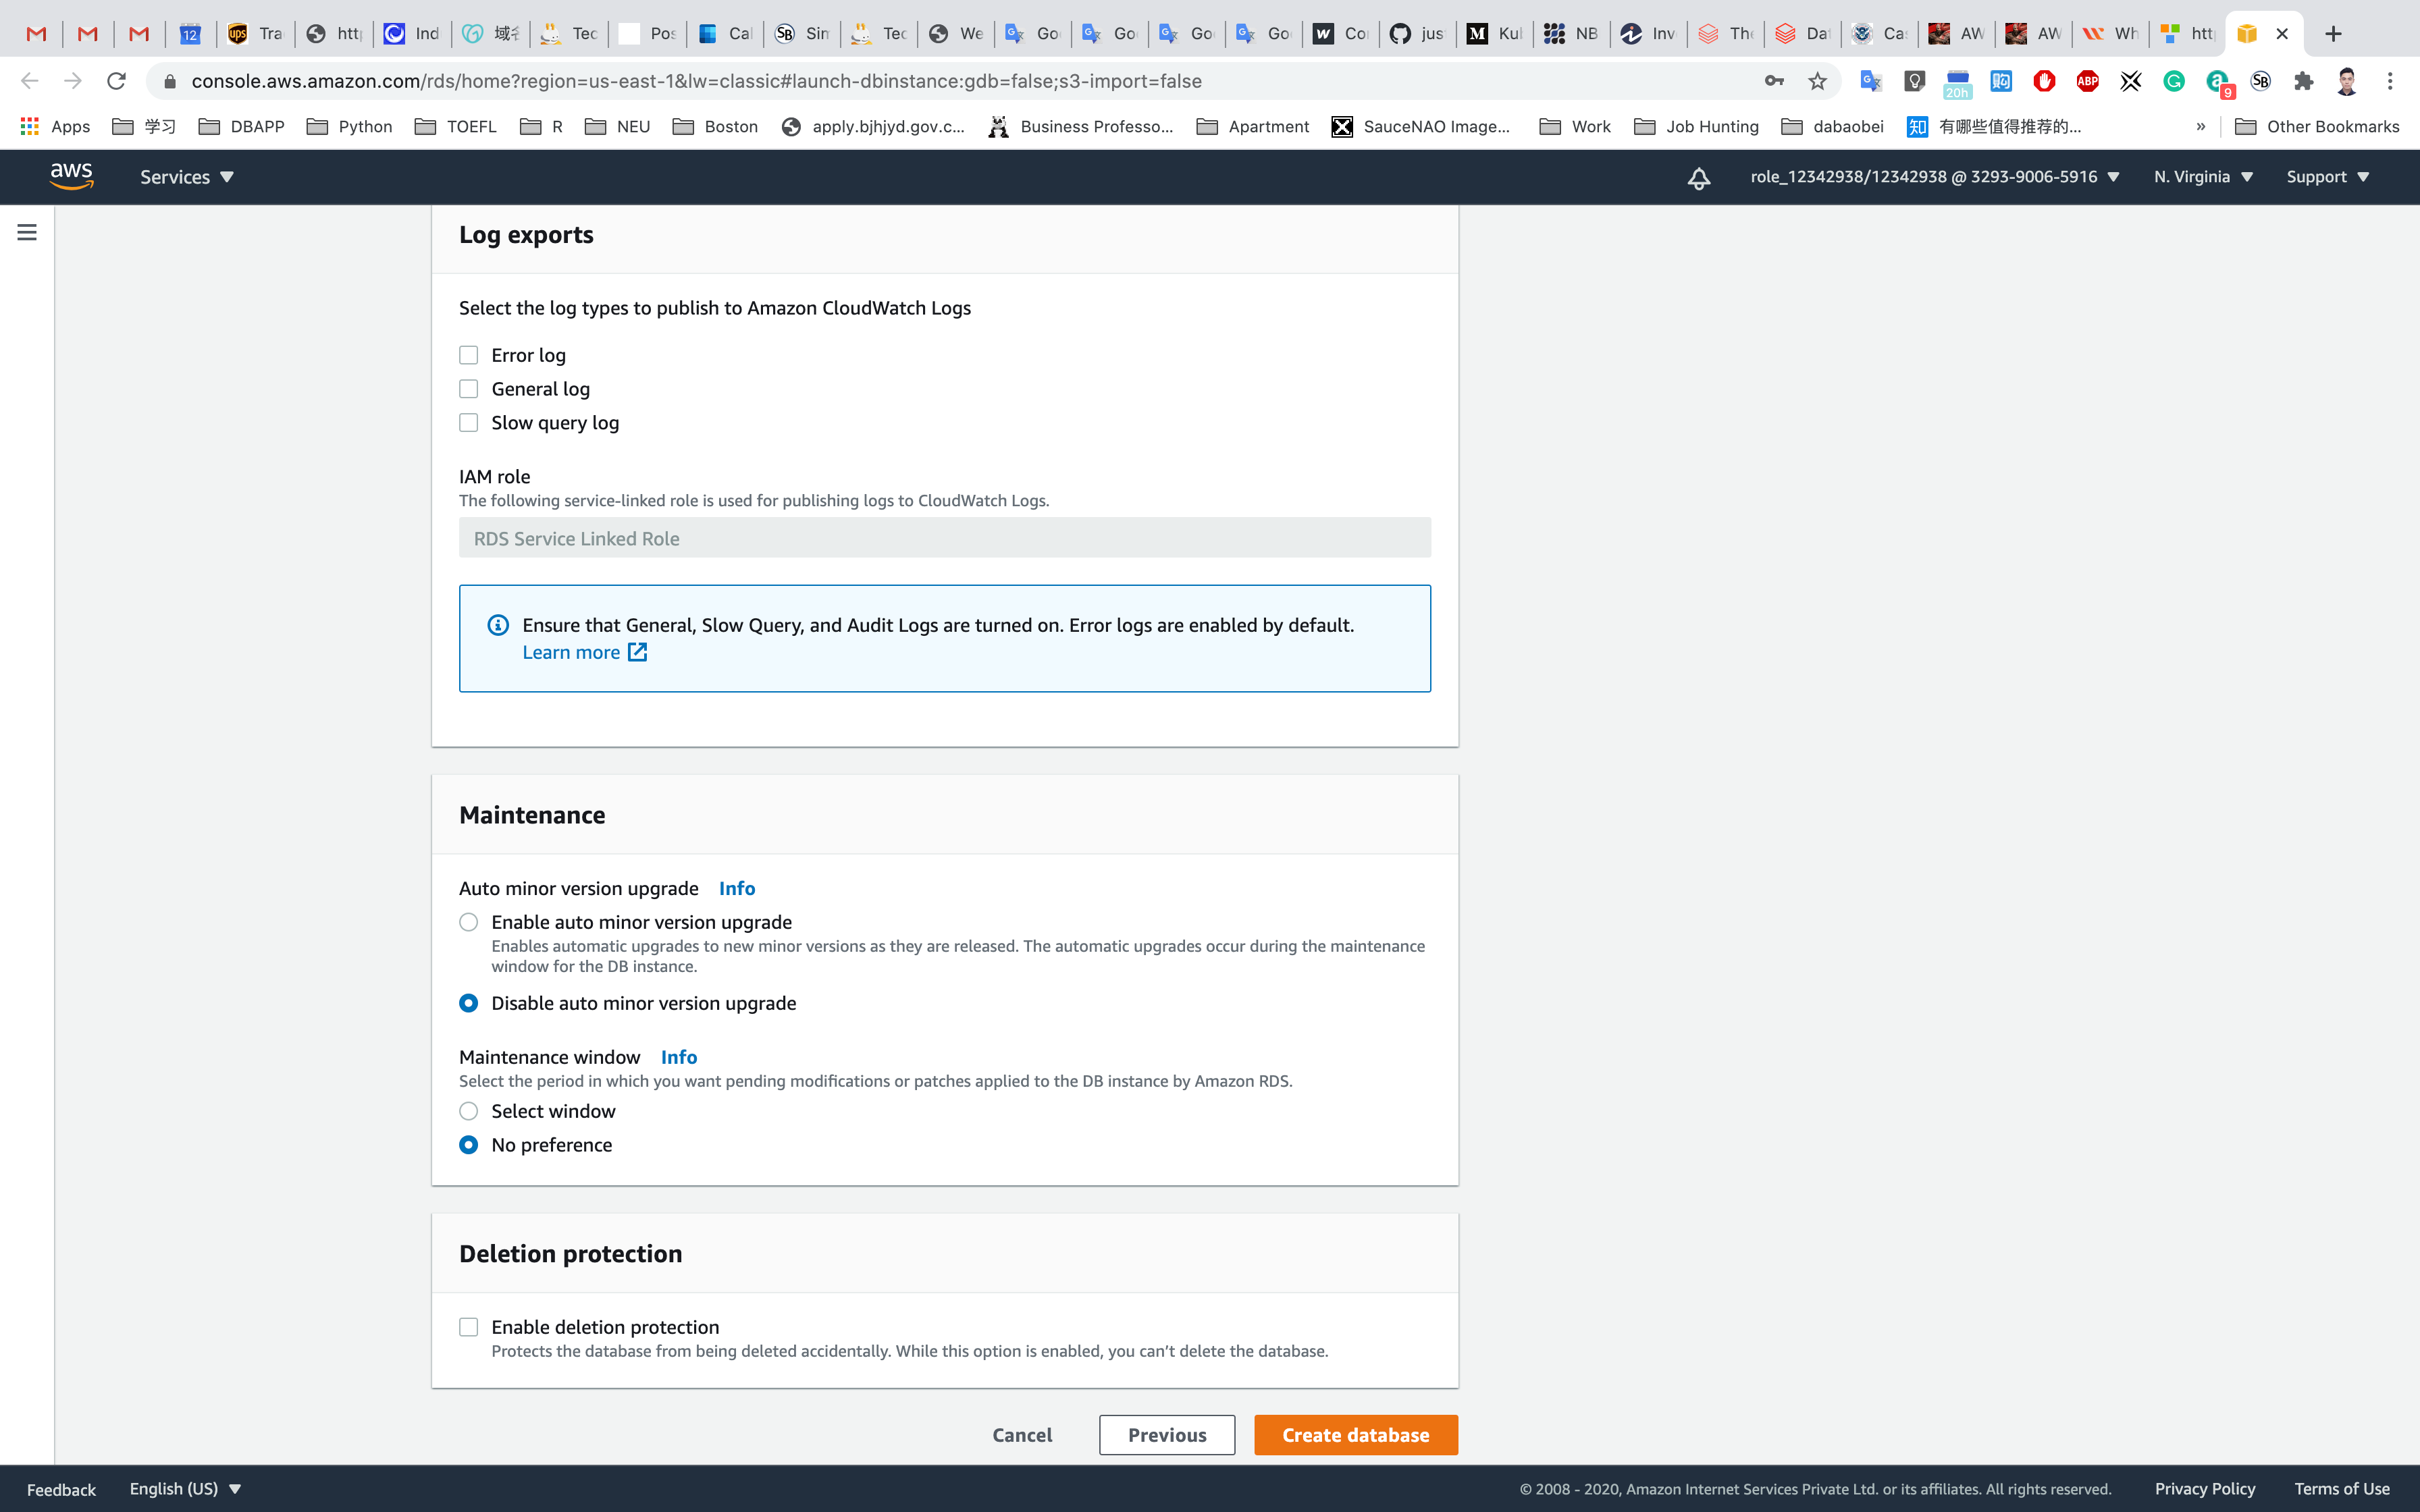 12
Tra
htt
Ind
域名
Tec
Pos
Cal
Sim
Tec
We
Go
Go
Go
Go
Co
jus
Ku
NB
Inv
The
Dat
Ca
AW
AW
Wh
htt
console.aws.amazon.com/rds/home?region=us-east-1&lw=classic#launch-dbinstance:gdb=false;s3-import=false
20h
ABP
9
Apps
学习
DBAPP
Python
TOEFL
R
NEU
Boston
apply.bjhjyd.gov.c...
Business Professo...
Apartment
SauceNAO Image...
Work
Job Hunting
dabaobei
知
有哪些值得推荐的...
»
Other Bookmarks
aws
Services
role_12342938/12342938 @ 3293-9006-5916
N. Virginia
Support
Log exports
Select the log types to publish to Amazon CloudWatch Logs
Error log
General log
Slow query log
IAM role
The following service-linked role is used for publishing logs to CloudWatch Logs.
RDS Service Linked Role
Ensure that General, Slow Query, and Audit Logs are turned on. Error logs are enabled by default.
Learn more
Maintenance
Auto minor version upgrade Info
Enable auto minor version upgrade
Enables automatic upgrades to new minor versions as they are released. The automatic upgrades occur during the maintenance
window for the DB instance.
Disable auto minor version upgrade
Maintenance window Info
Select the period in which you want pending modifications or patches applied to the DB instance by Amazon RDS.
Select window
No preference
Deletion protection
Enable deletion protection
Protects the database from being deleted accidentally. While this option is enabled, you can’t delete the database.
Cancel
Previous
Create database
Feedback
English (US)
© 2008 - 2020, Amazon Internet Services Private Ltd. or its affiliates. All rights reserved.
Privacy Policy
Terms of Use